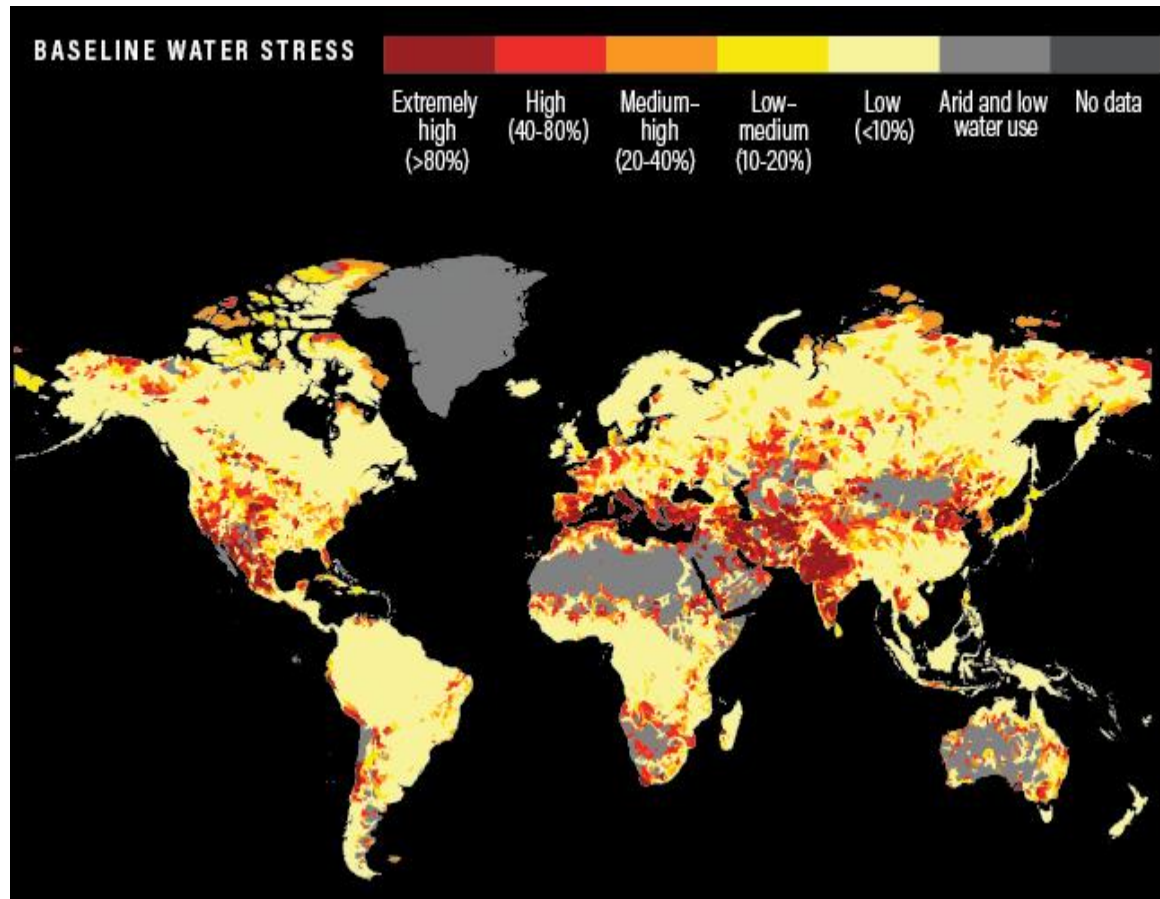 BASELINE WATER STRESS
Extremely
high
(>80%)
High
(40-80%)
Medium–
high
(20-40%)
Low–
medium
(10-20%)
Low
(<10%)
Arid and low
water use
No data